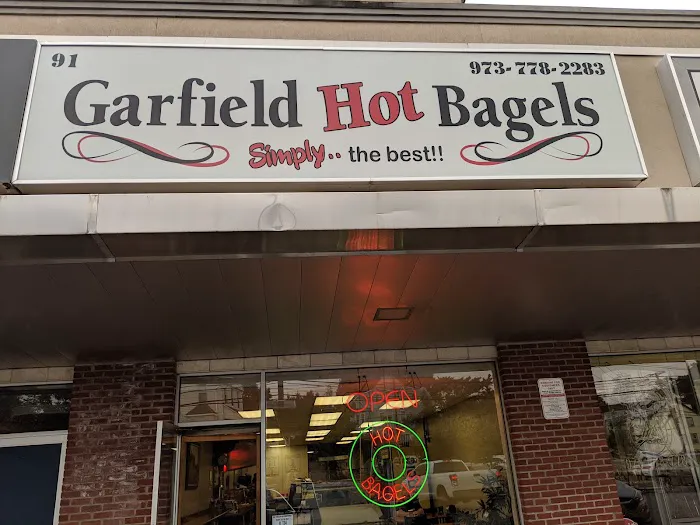 91
973-778-2283
Garfield Hot Bagels
Simply.. the best!!
OPEN
HOT
BAGELS